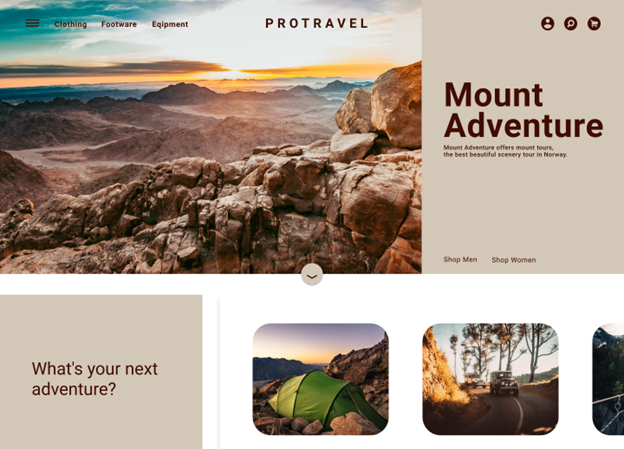 Clothing Footware Eqipment
PROTRAVEL
Mount
Adventure
Mount Adventure offers mount tours,
the best beautiful scenery tour in Norway.
Shop Men Shop Women
What's your next
adventure?